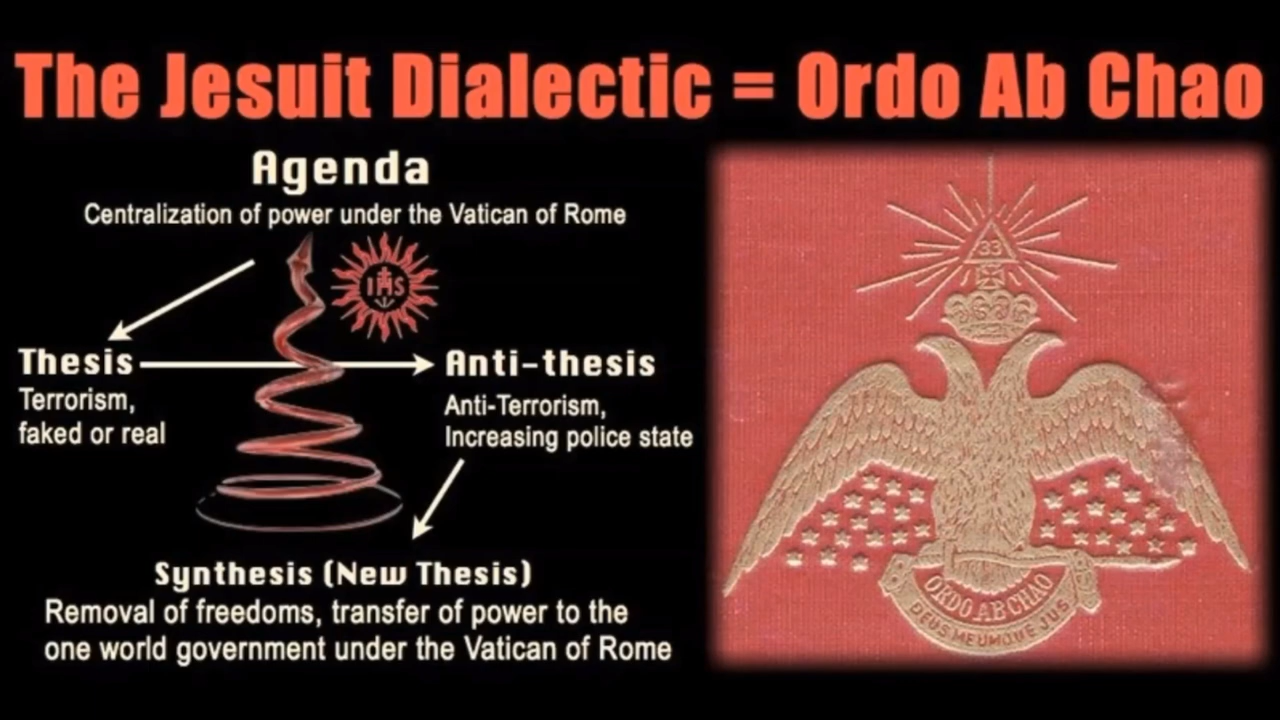 The Jesuit Dialectic = Ordo Ab Chao
Agenda
Centralization of power under the Vatican of Rome
IHS
Thesis
Terrorism,
faked or real
Anti-thesis
Anti-Terrorism,
Increasing police state
Synthesis (New Thesis)
Removal of freedoms, transfer of power to the
one world government under the Vatican of Rome
33
ORDO AB CHAO
DEUS MEUMQUE JUS